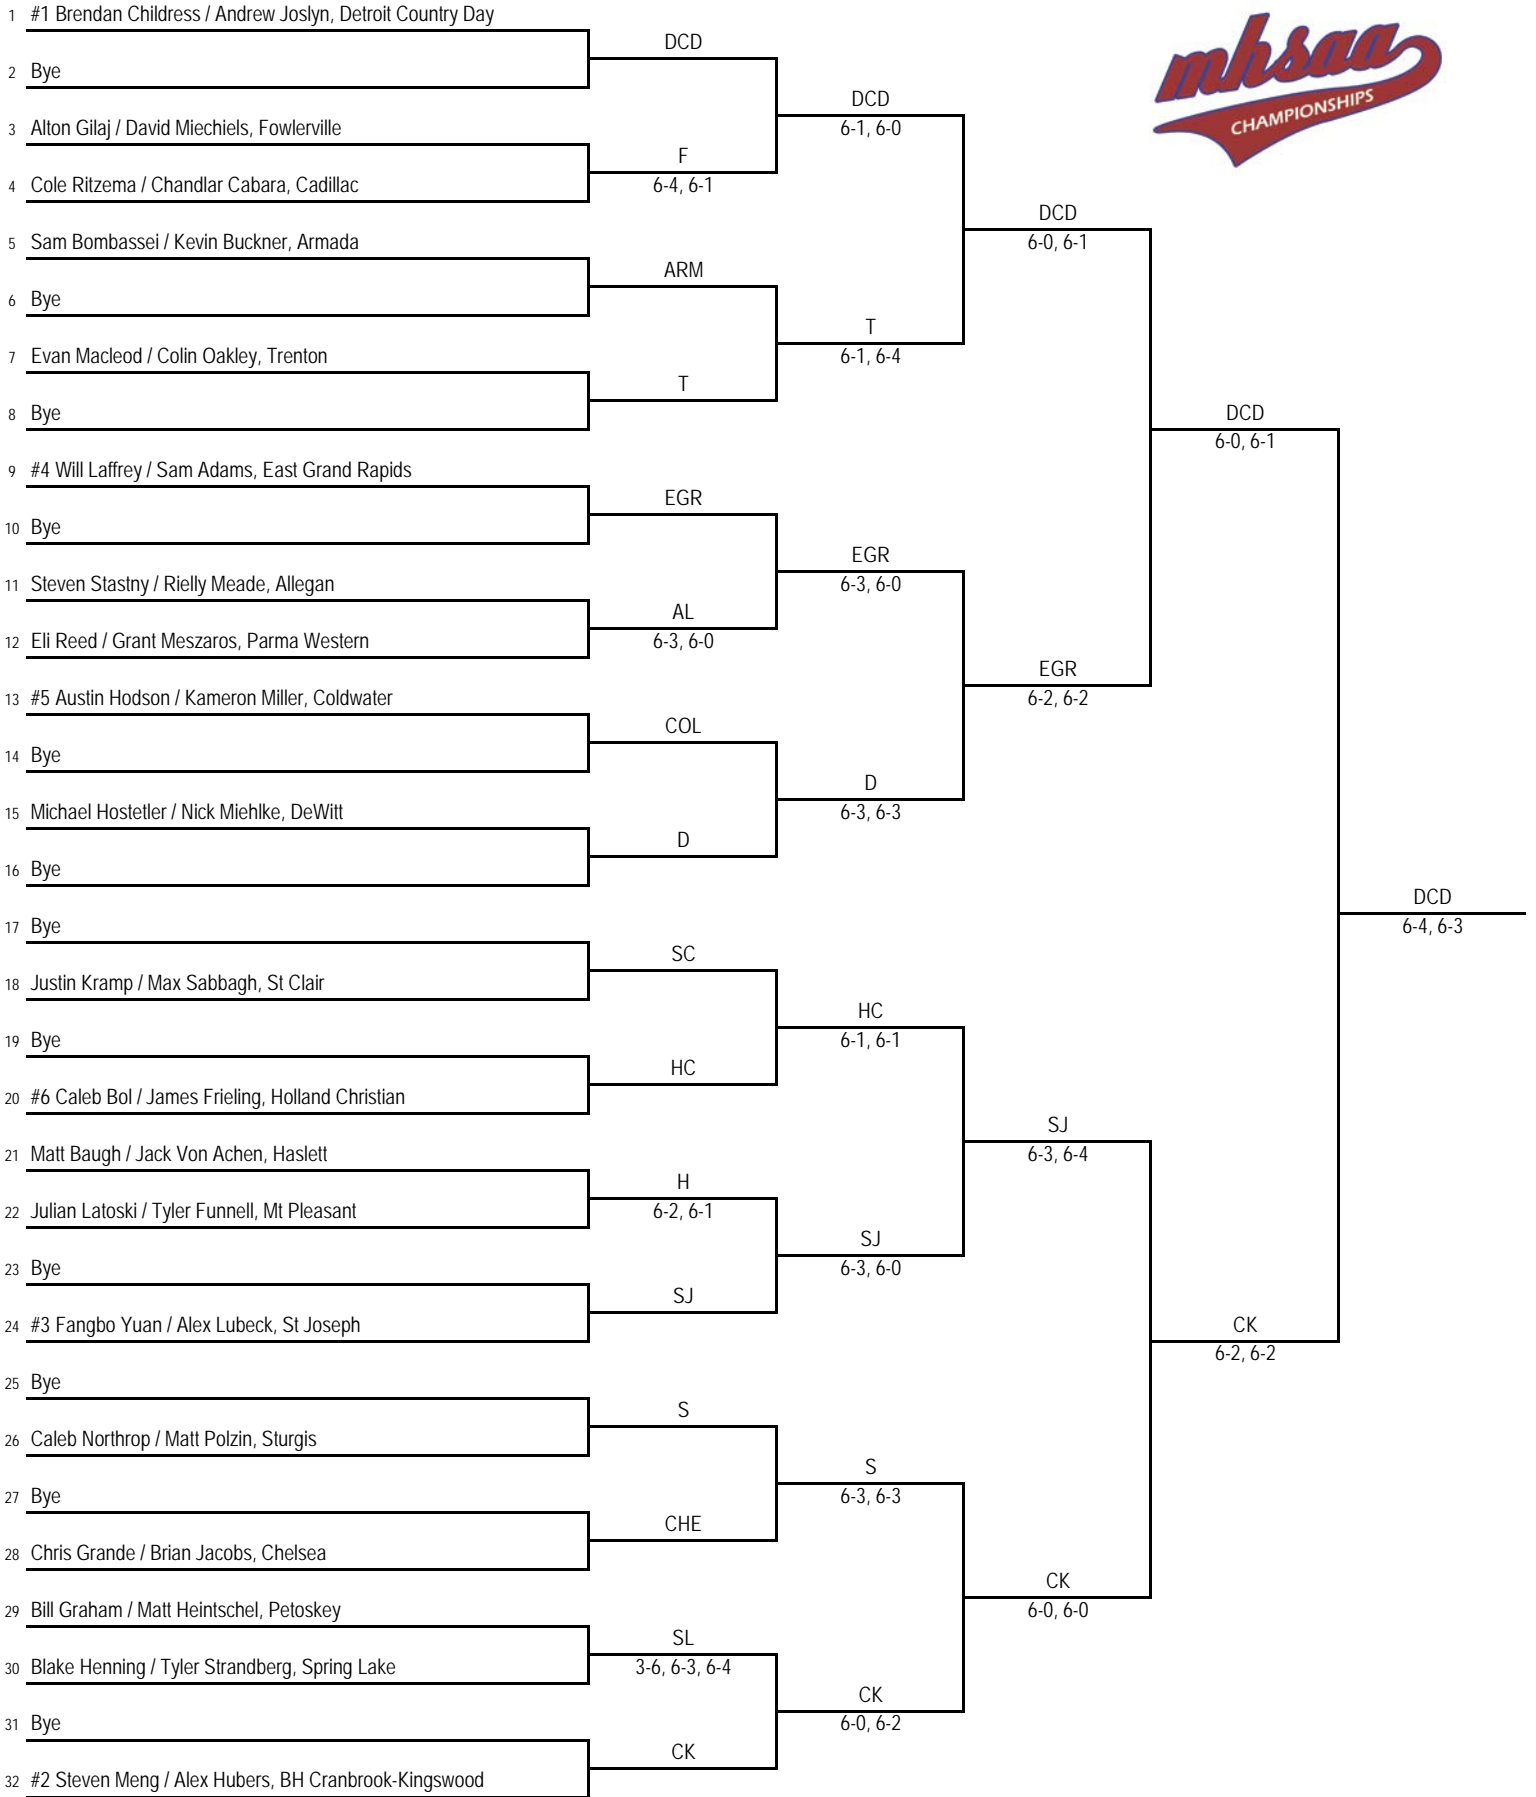 1 #1 Brendan Childress / Andrew Joslyn, Detroit Country Day
2 Bye
3 Alton Gilaj / David Miechiels, Fowlerville
4 Cole Ritzema / Chandlar Cabara, Cadillac
5 Sam Bombassei / Kevin Buckner, Armada
6 Bye
7 Evan Macleod / Colin Oakley, Trenton
8 Bye
9 #4 Will Laffrey / Sam Adams, East Grand Rapids
10 Bye
11 Steven Stastny / Rielly Meade, Allegan
12 Eli Reed / Grant Meszaros, Parma Western
13 #5 Austin Hodson / Kameron Miller, Coldwater
14 Bye
15 Michael Hostetler / Nick Miehlke, DeWitt
16 Bye
17 Bye
18 Justin Kramp / Max Sabbagh, St Clair
19 Bye
20 #6 Caleb Bol / James Frieling, Holland Christian
21 Matt Baugh / Jack Von Achen, Haslett
22 Julian Latoski / Tyler Funnell, Mt Pleasant
23 Bye
24 #3 Fangbo Yuan / Alex Lubeck, St Joseph
25 Bye
26 Caleb Northrop / Matt Polzin, Sturgis
27 Bye
28 Chris Grande / Brian Jacobs, Chelsea
29 Bill Graham / Matt Heintschel, Petoskey
30 Blake Henning / Tyler Strandberg, Spring Lake
31 Bye
32 #2 Steven Meng / Alex Hubers, BH Cranbrook-Kingswood
DCD
F
6-4, 6-1
ARM
T
EGR
AL
6-3, 6-0
COL
D
SC
HC
H
6-2, 6-1
SJ
S
CHE
SL
3-6, 6-3, 6-4
CK
DCD
6-1, 6-0
T
6-1, 6-4
EGR
6-3, 6-0
D
6-3, 6-3
HC
6-1, 6-1
SJ
6-3, 6-0
S
6-3, 6-3
CK
6-0, 6-2
DCD
6-0, 6-1
EGR
6-2, 6-2
SJ
6-3, 6-4
CK
6-0, 6-0
DCD
6-0, 6-1
CK
6-2, 6-2
DCD
6-4, 6-3
mhsaa
CHAMPIONSHIPS